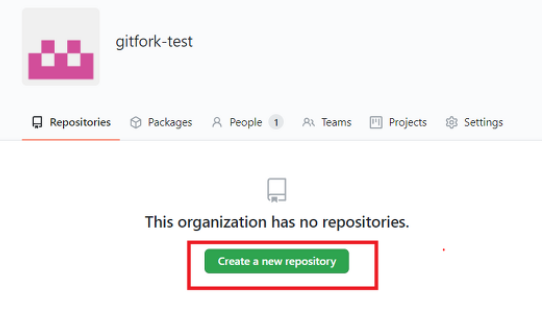 gitfork-test
Repositories Packages People 1 Teams Projects Settings
This organization has no repositories.
Create a new repository